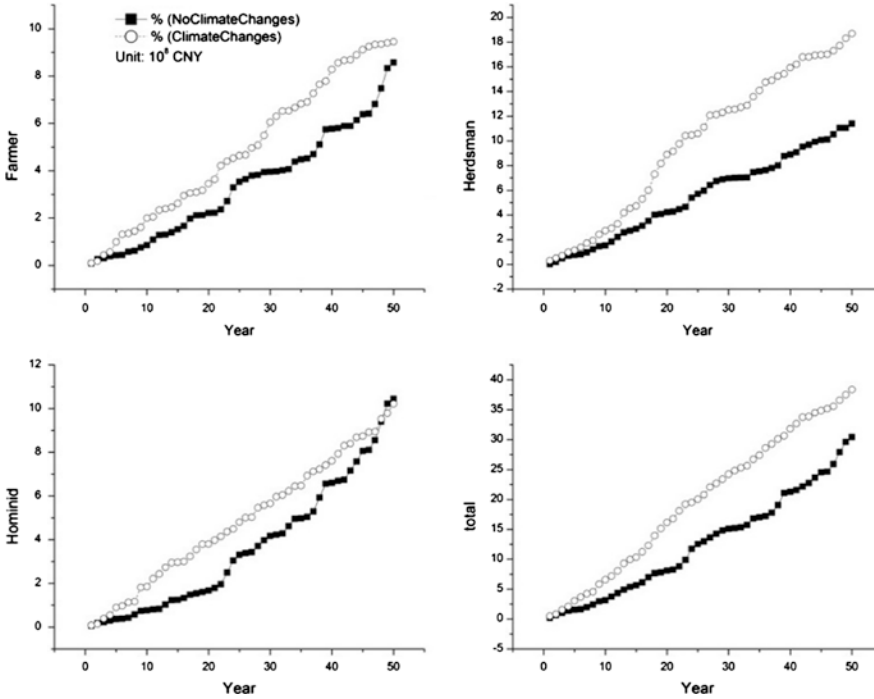 % (NoClimateChanges)
% (ClimateChanges)
Unit: 10⁸ CNY
10
8
6
4
2
0
Farmer
0 10 20 30 40 50
Year
20
18
16
14
12
10
8
6
4
2
0
-2
Herdsman
0 10 20 30 40 50
Year
12
10
8
6
4
2
0
Hominid
0 10 20 30 40 50
Year
40
35
30
25
20
15
10
5
0
-5
total
0 10 20 30 40 50
Year